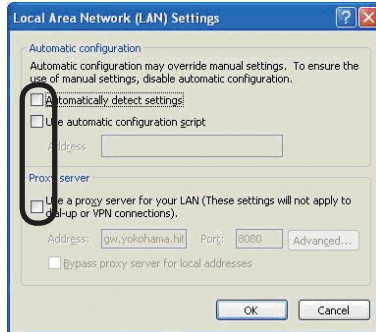 Local Area Network (LAN) Settings
Automatic configuration
Automatic configuration may override manual settings. To ensure the
use of manual settings, disable automatic configuration.
Automatically detect settings
Use automatic configuration script
Address
Proxy server
Use a proxy server for your LAN (These settings will not apply to
dial-up or VPN connections).
Address: gw.yokohama.hit Port: 8080 Advanced...
Bypass proxy server for local addresses
OK Cancel